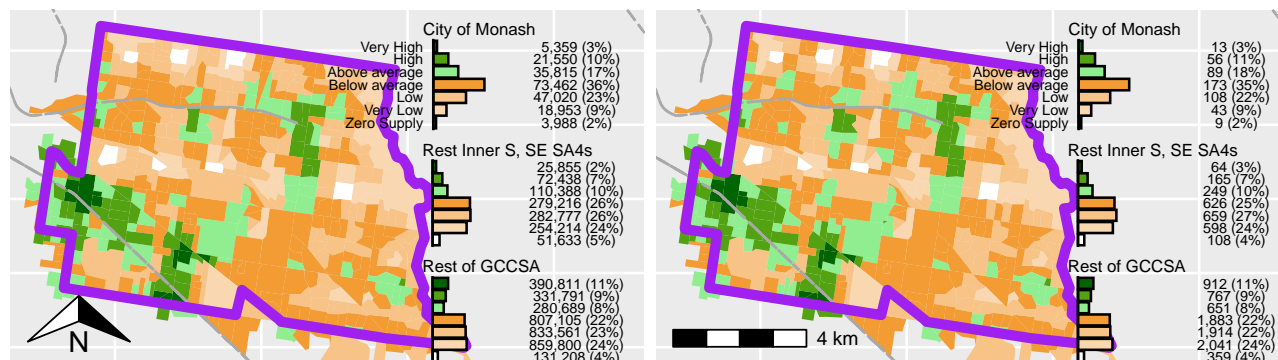 City of Monash
Very High 5,359 (3%)
High 21,550 (10%)
Above average 35,815 (17%)
Below average 73,462 (36%)
Low 47,020 (23%)
Very Low 18,953 (9%)
Zero Supply 3,988 (2%)
Rest Inner S, SE SA4s
25,855 (2%)
72,438 (7%)
110,388 (10%)
279,216 (26%)
282,777 (26%)
254,214 (24%)
51,633 (5%)
Rest of GCCSA
390,811 (11%)
331,791 (9%)
280,689 (8%)
807,105 (22%)
833,561 (23%)
859,800 (24%)
131,208 (4%)
N
City of Monash
Very High 13 (3%)
High 56 (11%)
Above average 89 (18%)
Below average 173 (35%)
Low 108 (22%)
Very Low 43 (9%)
Zero Supply 9 (2%)
Rest Inner S, SE SA4s
64 (3%)
165 (7%)
249 (10%)
626 (25%)
659 (27%)
598 (24%)
108 (4%)
Rest of GCCSA
912 (11%)
767 (9%)
651 (8%)
1,883 (22%)
1,914 (22%)
2,041 (24%)
359 (4%)
4 km